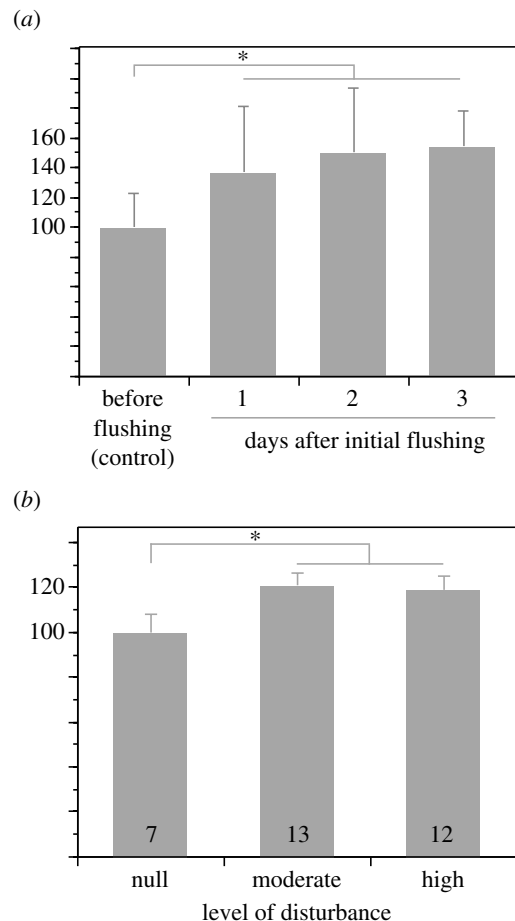 (a)
*
160
140
120
100
before
flushing
(control)
1 2 3
days after initial flushing
(b)
*
120
100
7 13 12
null moderate high
level of disturbance